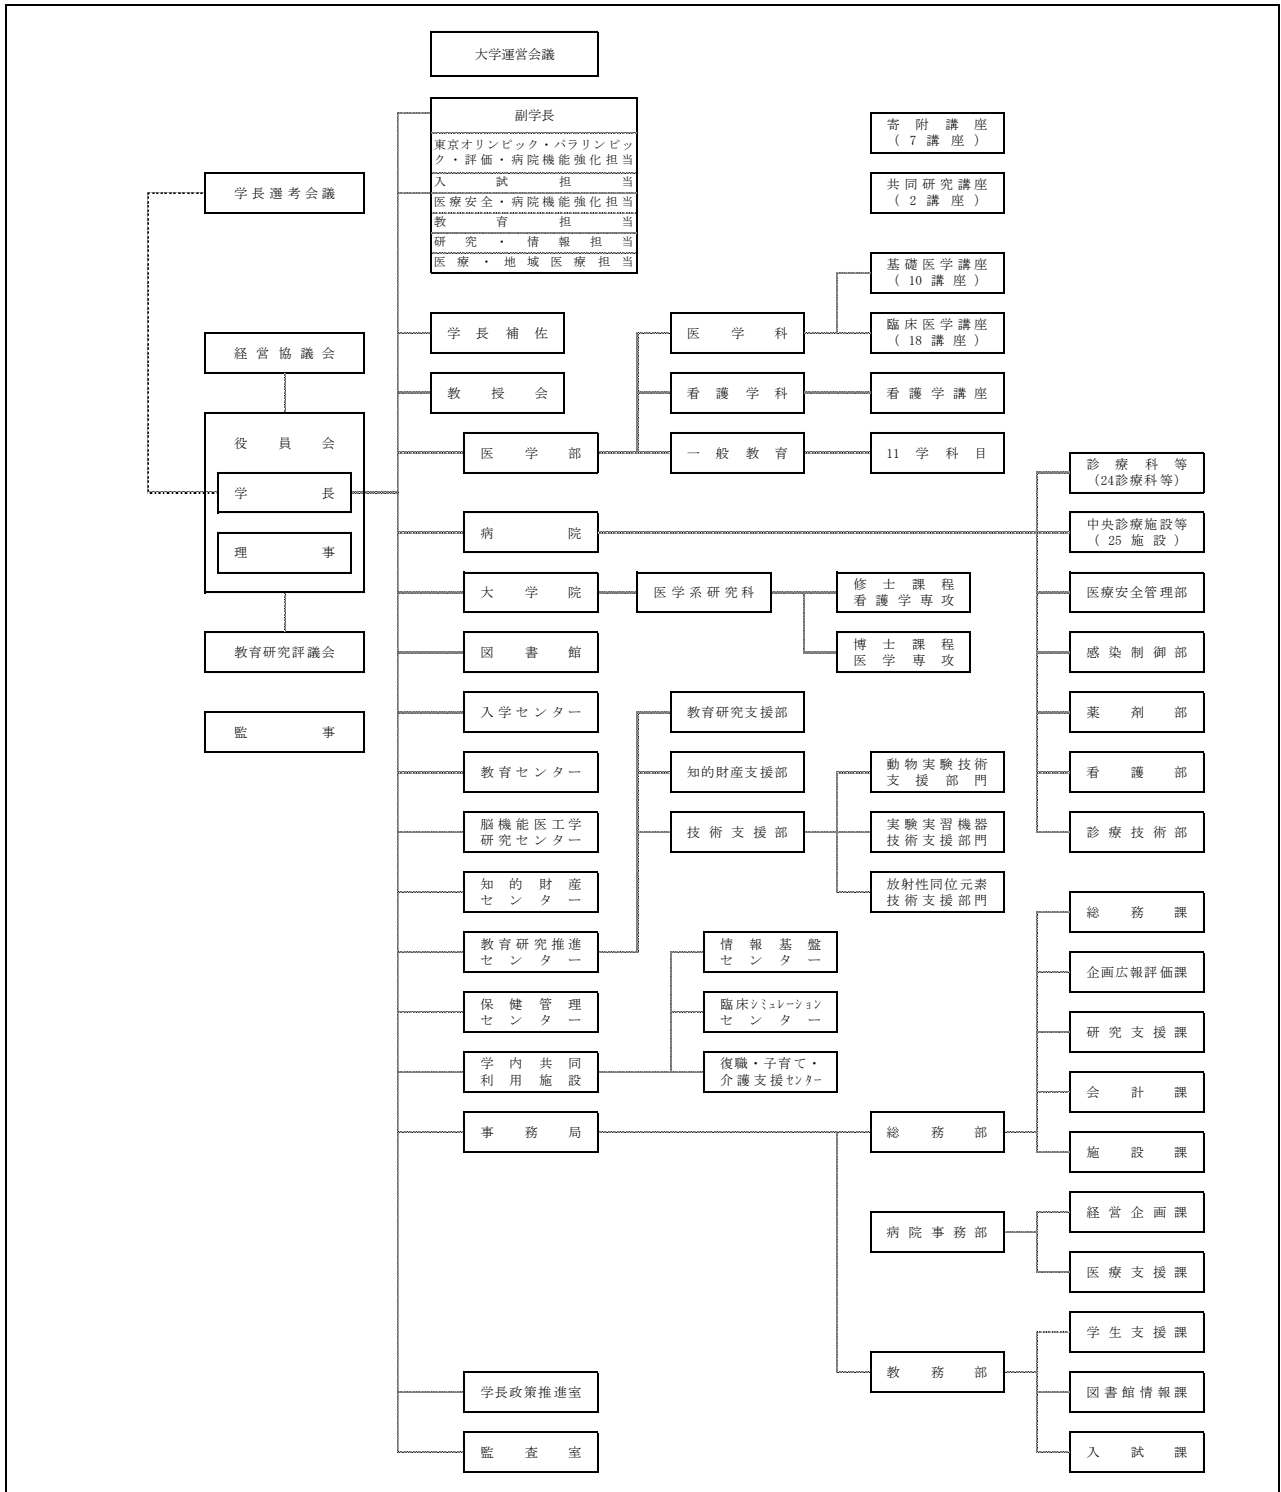 大学運営会議
副学長
東京オリンピック・パラリンピッ
ク・評価・病院機能強化担当
入試担当
医療安全・病院機能強化担当
教育担当
研究・情報担当
医療・地域医療担当
学長選考会議
経営協議会
役員会
学長
理事
教育研究評議会
監事
学長補佐
教授会
医学部
病院
大学院
図書館
入学センター
教育センター
脳機能医工学
研究センター
知的財産
センター
教育研究推進
センター
保健管理
センター
学内共同
利用施設
事務局
学長政策推進室
監査室
医学科
看護学科
一般教育
医学系研究科
教育研究支援部
知的財産支援部
技術支援部
情報基盤
センター
臨床シミュレーション
センター
復職・子育て・
介護支援センター
寄附講座
(7講座)
共同研究講座
(2講座)
基礎医学講座
(10講座)
臨床医学講座
(18講座)
看護学講座
11学科目
修士課程
看護学専攻
博士課程
医学専攻
動物実験技術
支援部門
実験実習機器
技術支援部門
放射性同位元素
技術支援部門
総務部
病院事務部
教務部
診療科等
(24診療科等)
中央診療施設等
(25施設)
医療安全管理部
感染制御部
薬剤部
看護部
診療技術部
総務課
企画広報評価課
研究支援課
会計課
施設課
経営企画課
医療支援課
学生支援課
図書館情報課
入試課